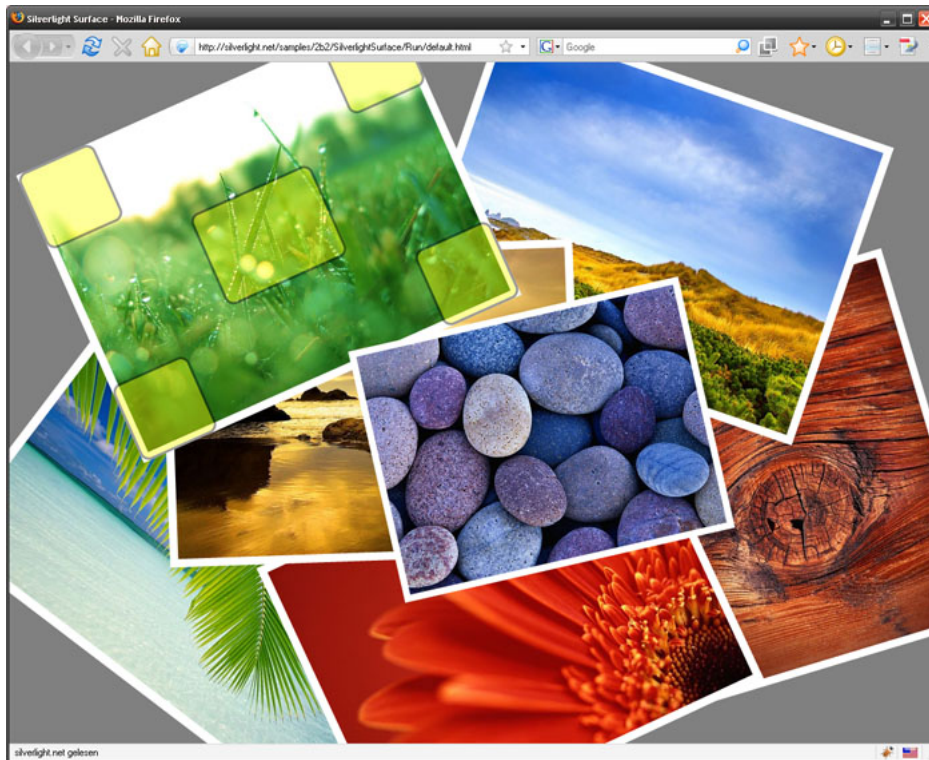 Silverlight Surface - Mozilla Firefox
http://silverlight.net/samples/2b2/SilverlightSurface/Run/default.html
G Google
silverlight.net gelesen